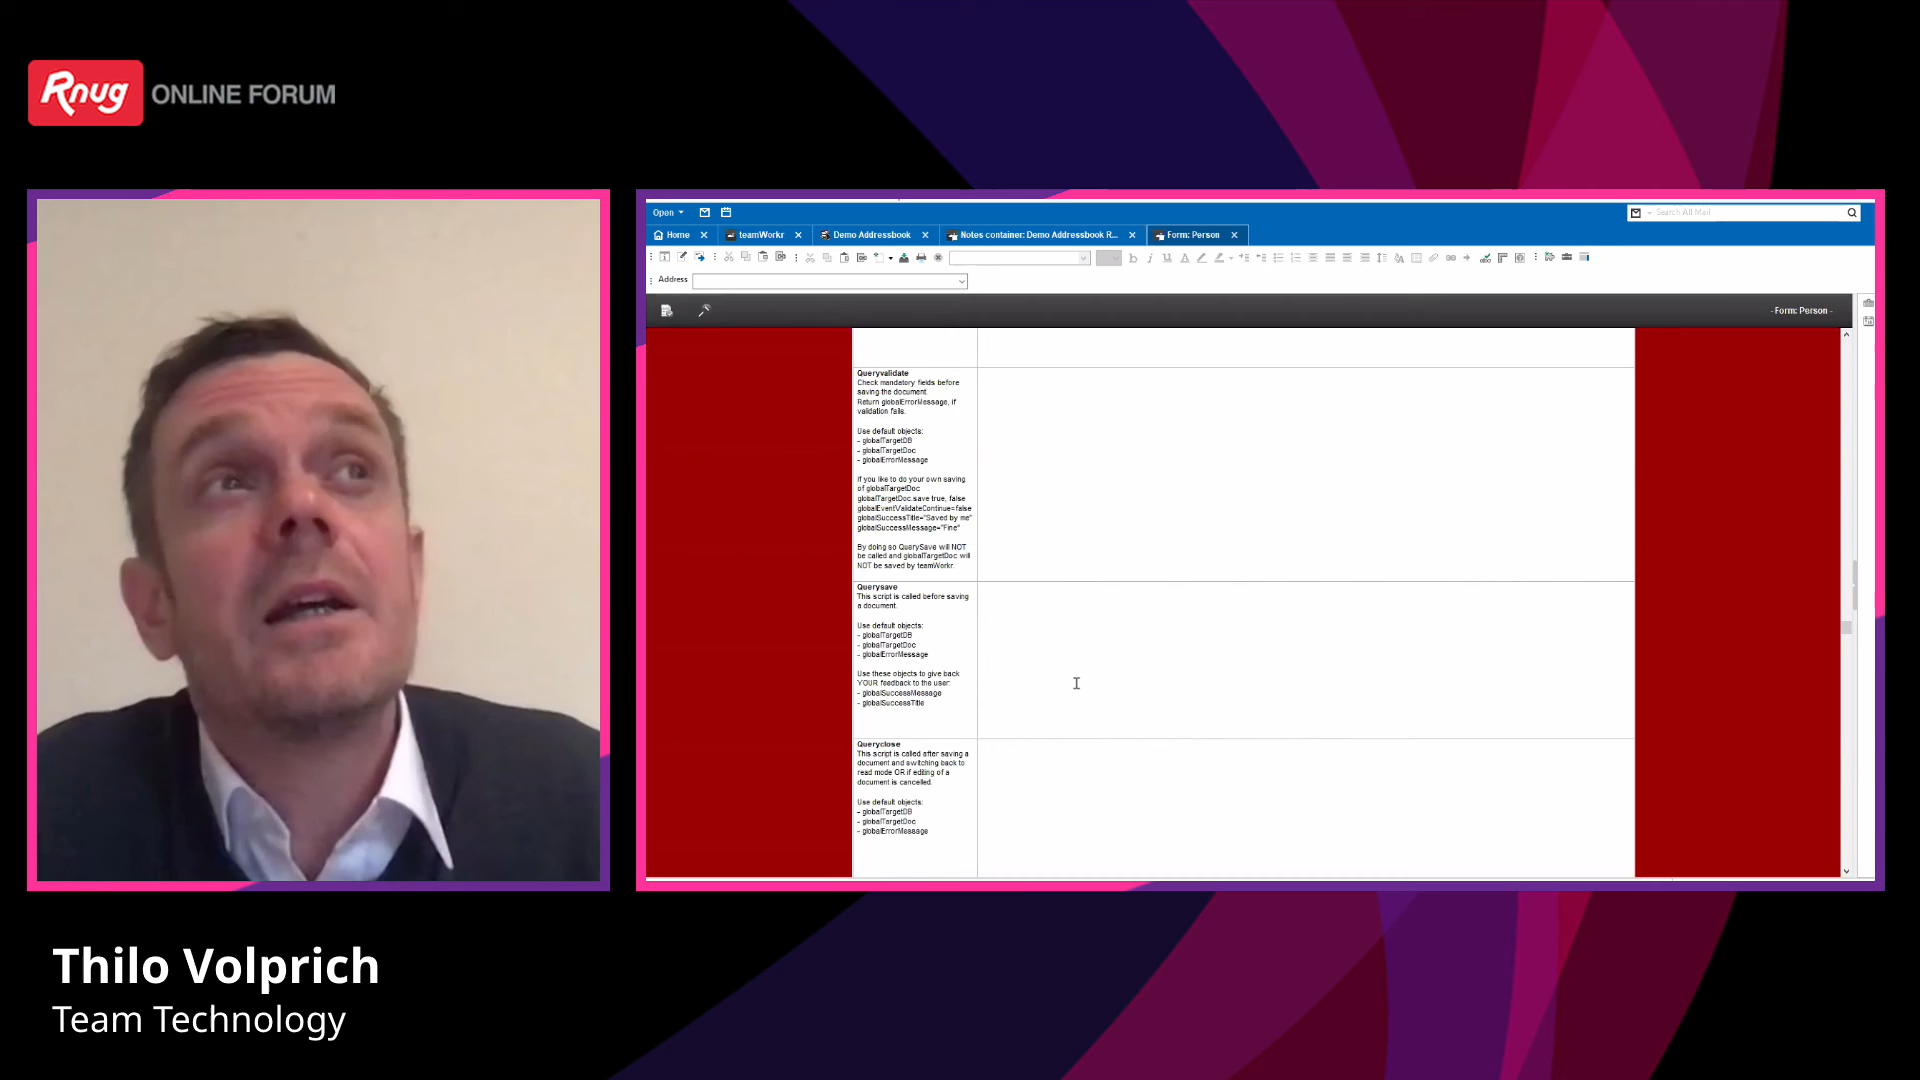 Rnug ONLINE FORUM
Open
Search All Mail
Home
teamWorkr
Demo Addressbook
Notes container: Demo Addressbook R...
Form: Person
Address
- Form: Person -
Queryvalidate
Check mandatory fields before
saving the document.
Return globalErrorMessage, if
validation fails.
Use default objects:
- globalTargetDB
- globalTargetDoc
- globalErrorMessage
If you like to do your own saving
of globalTargetDoc
globalTargetDoc.save true, false
globalEventValidateContinue=false
globalSuccessTitle="Saved by me"
globalSuccessMessage="Fine"
By doing so QuerySave will NOT
be called and globalTargetDoc will
NOT be saved by teamWorkr.
Querysave
This script is called before saving
a document.
Use default objects:
- globalTargetDB
- globalTargetDoc
- globalErrorMessage
Use these objects to give back
YOUR feedback to the user:
- globalSuccessMessage
- globalSuccessTitle
Queryclose
This script is called after saving a
document and switching back to
read mode OR if editing of a
document is cancelled.
Use default objects:
- globalTargetDB
- globalTargetDoc
- globalErrorMessage
Thilo Volprich
Team Technology